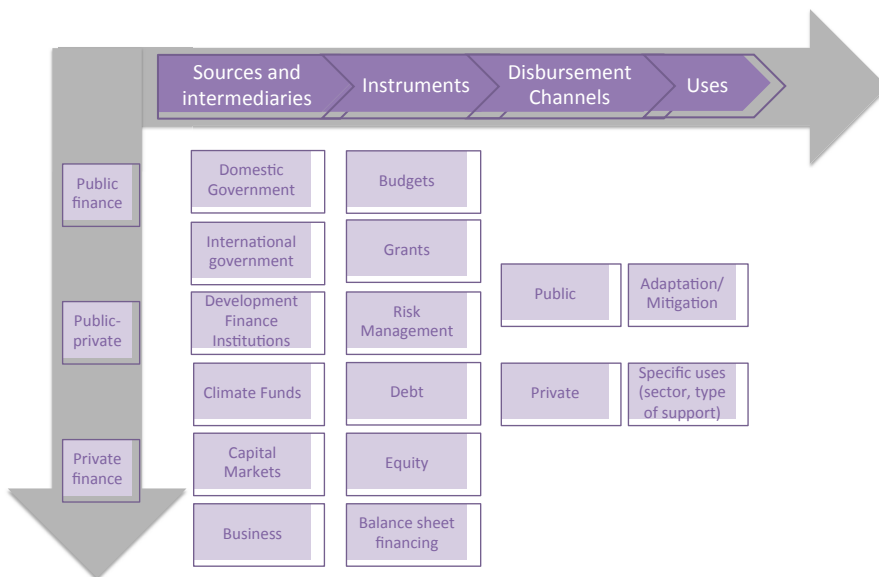 Sources and
intermediaries
Instruments
Disbursement
Channels
Uses
Public
finance
Public-
private
Private
finance
Domestic
Government
International
government
Development
Finance
Institutions
Climate Funds
Capital
Markets
Business
Budgets
Grants
Risk
Management
Debt
Equity
Balance sheet
financing
Public
Private
Adaptation/
Mitigation
Specific uses
(sector, type
of support)